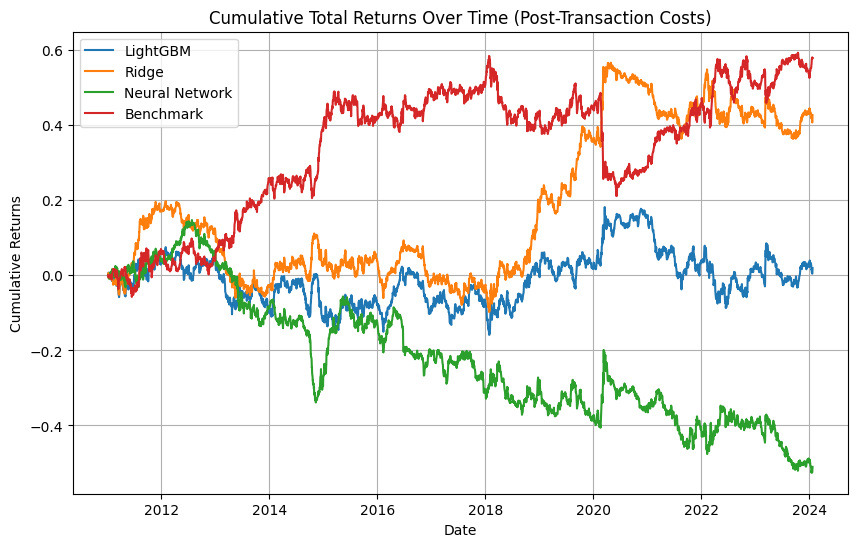 Cumulative Total Returns Over Time (Post-Transaction Costs)
LightGBM
Ridge
Neural Network
Benchmark
0.6
0.4
0.2
0.0
−0.2
−0.4
Cumulative Returns
2012 2014 2016 2018 2020 2022 2024
Date